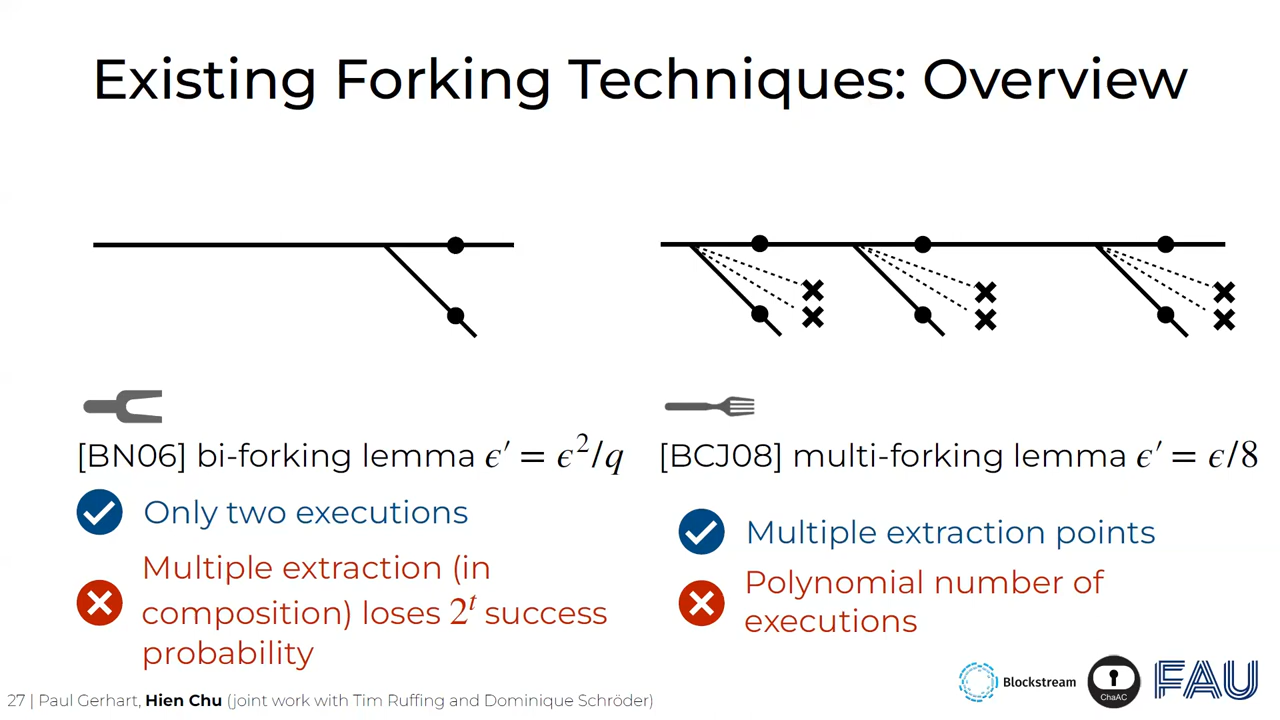 Existing Forking Techniques: Overview
[BN06] bi-forking lemma ϵ′ = ϵ²/q
Only two executions
Multiple extraction (in
composition) loses 2ᵗ success
probability
[BCJ08] multi-forking lemma ϵ′ = ϵ/8
Multiple extraction points
Polynomial number of
executions
27 | Paul Gerhart, Hien Chu (joint work with Tim Ruffing and Dominique Schröder)
Blockstream
ChaAC
FAU